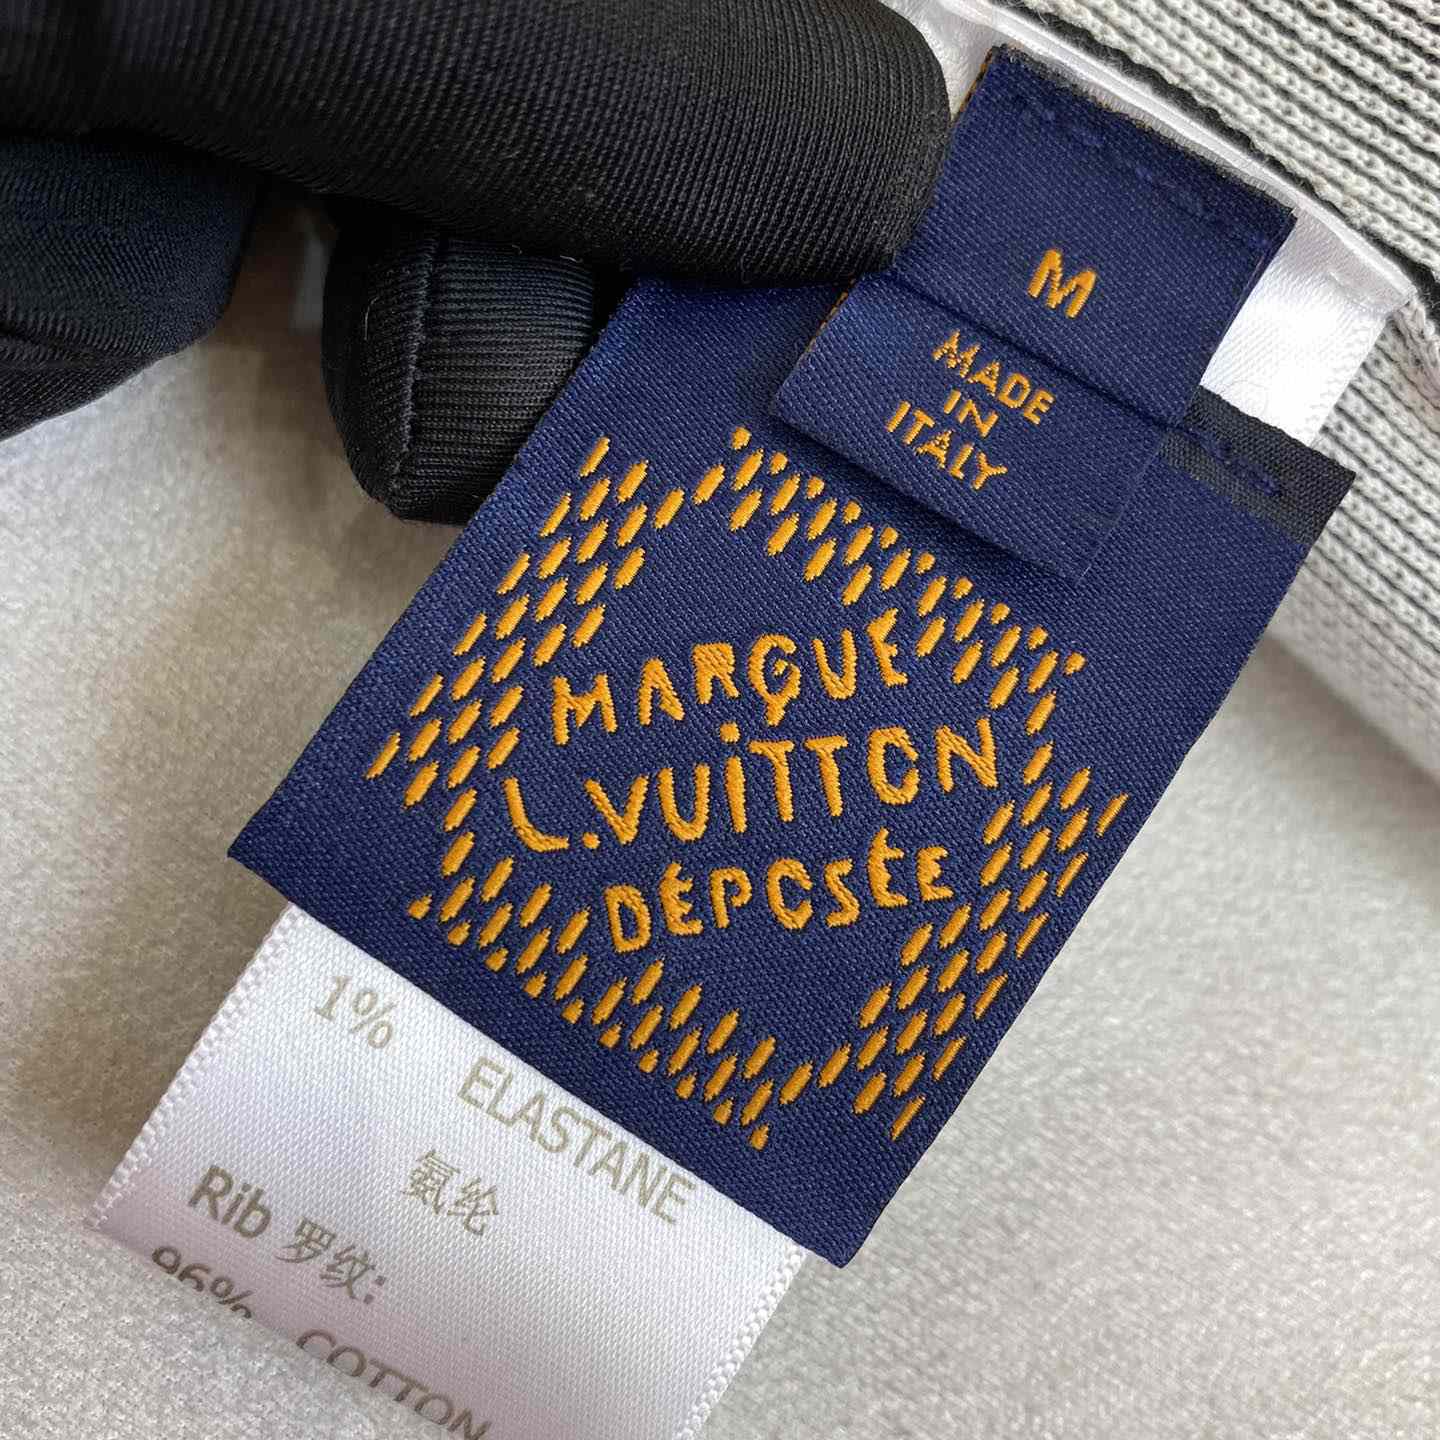 M
MADE
IN
ITALY
MARQUE
L.VUiTTON
DÉPOSÉE
1% ELASTANE
氨纶
Rib 罗纹:
96% COTTON